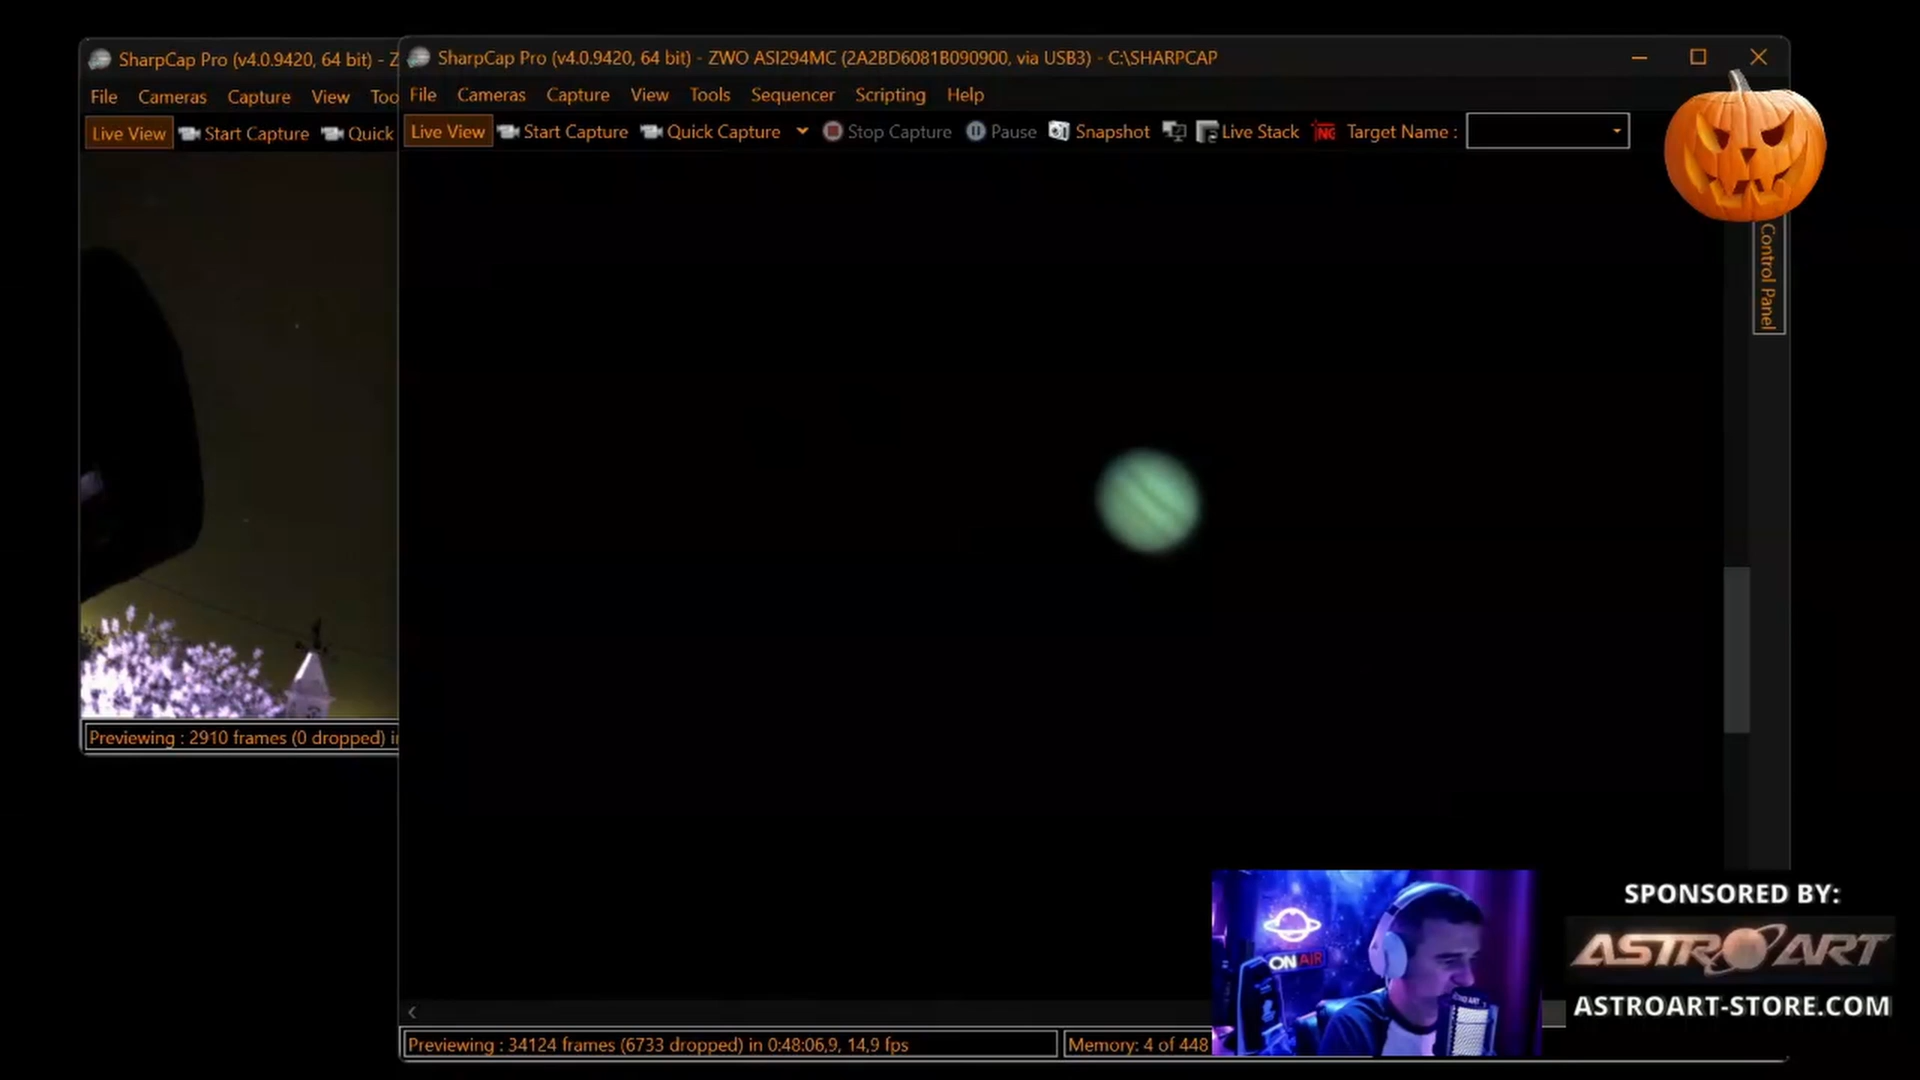 SharpCap Pro (v4.0.9420, 64 bit) - Z
File Cameras Capture View Too
Live View Start Capture Quick
Previewing : 2910 frames (0 dropped) i
SharpCap Pro (v4.0.9420, 64 bit) - ZWO ASI294MC (2A2BD6081B090900, via USB3) - C:\SHARPCAP
File Cameras Capture View Tools Sequencer Scripting Help
Live View Start Capture Quick Capture Stop Capture Pause Snapshot Live Stack Target Name :
Control Panel
ON AIR
SPONSORED BY:
ASTROART
ASTROART-STORE.COM
Previewing : 34124 frames (6733 dropped) in 0:48:06,9, 14,9 fps
Memory: 4 of 448